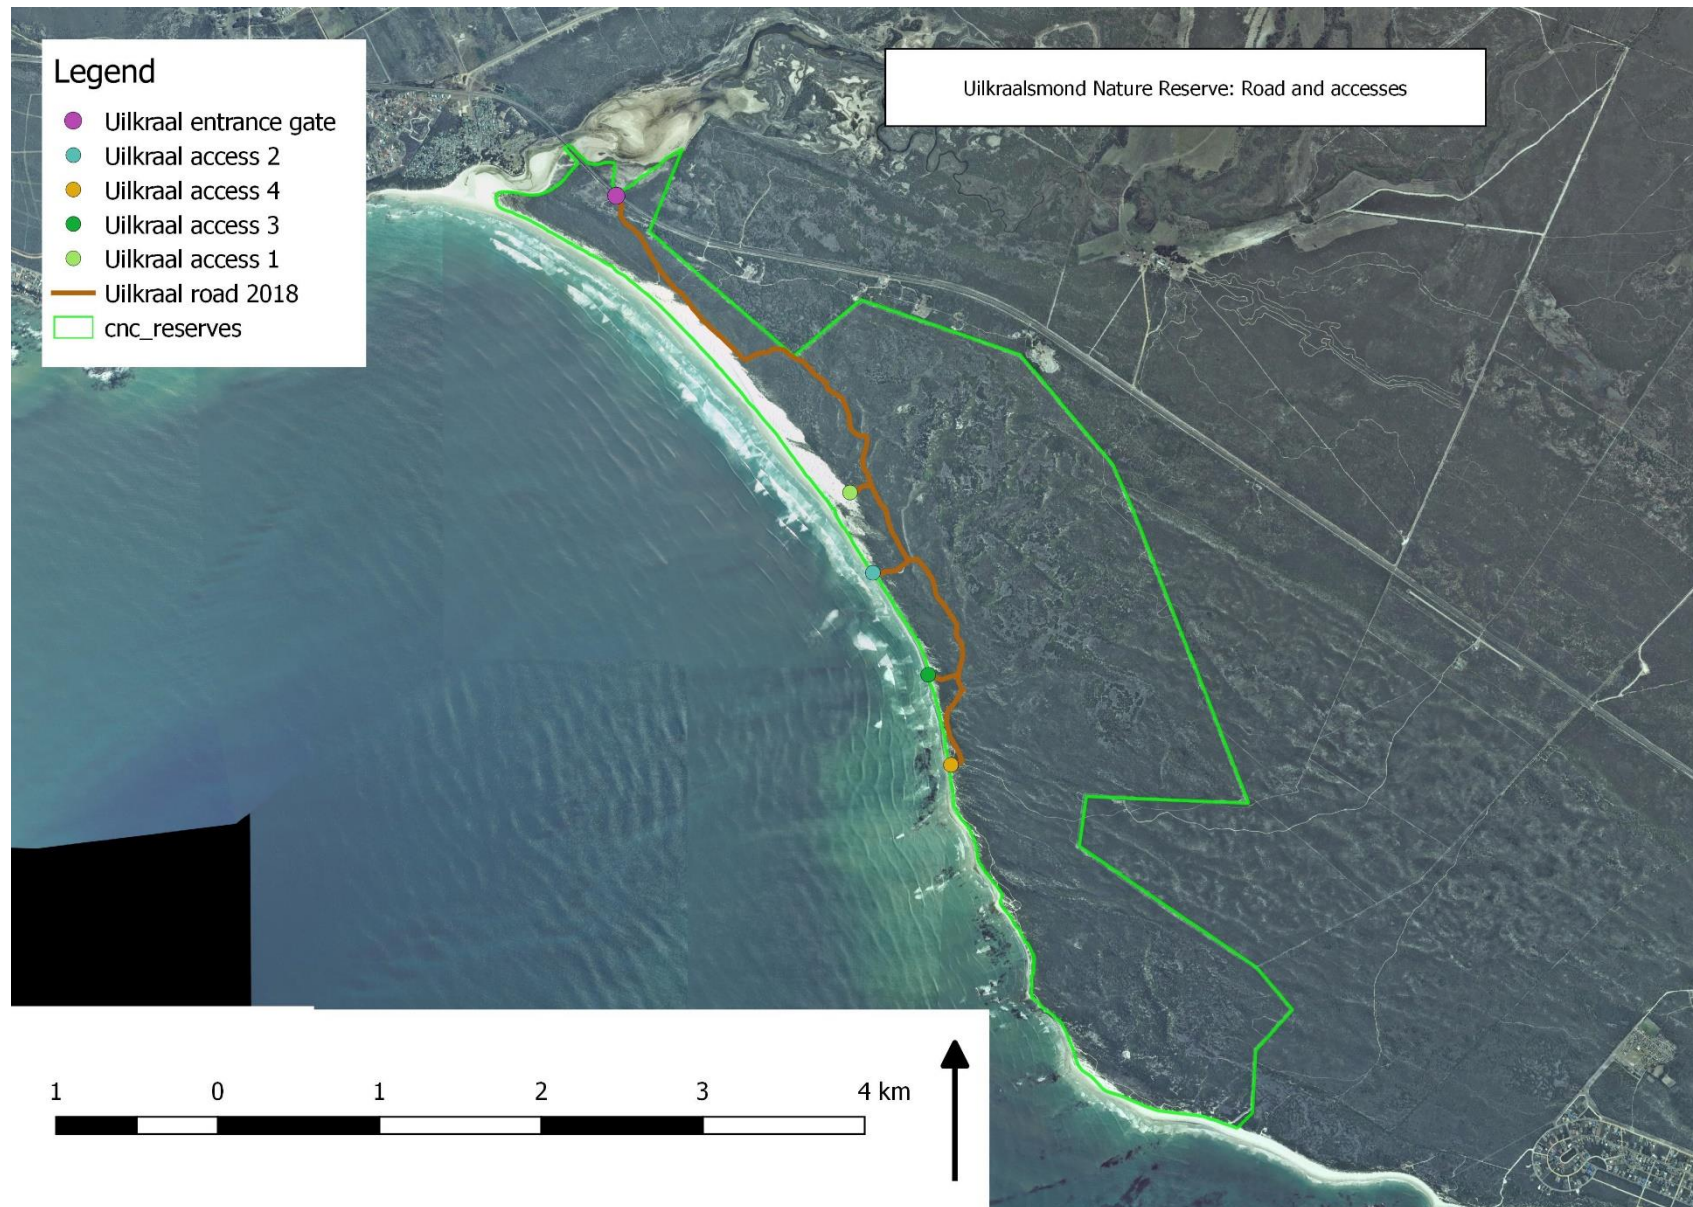 Legend
Uilkraal entrance gate
Uilkraal access 2
Uilkraal access 4
Uilkraal access 3
Uilkraal access 1
Uilkraal road 2018
cnc_reserves
Uilkraalsmond Nature Reserve: Road and accesses
1 0 1 2 3 4 km